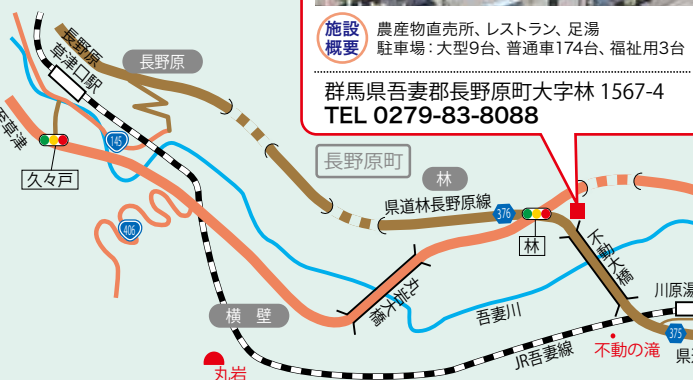 施設
概要
農産物直売所、レストラン、足湯
駐車場：大型9台、普通車174台、福祉用3台
群馬県吾妻郡長野原町大字林 1567-4
TEL 0279-83-8088
長野原
草津口駅
長野原
至草津
145
久々戸
406
長野原町
林
県道林長野原線
376
林
不動大橋
丸岩大橋
横壁
吾妻川
川原湯
375
JR吾妻線
不動の滝
丸岩